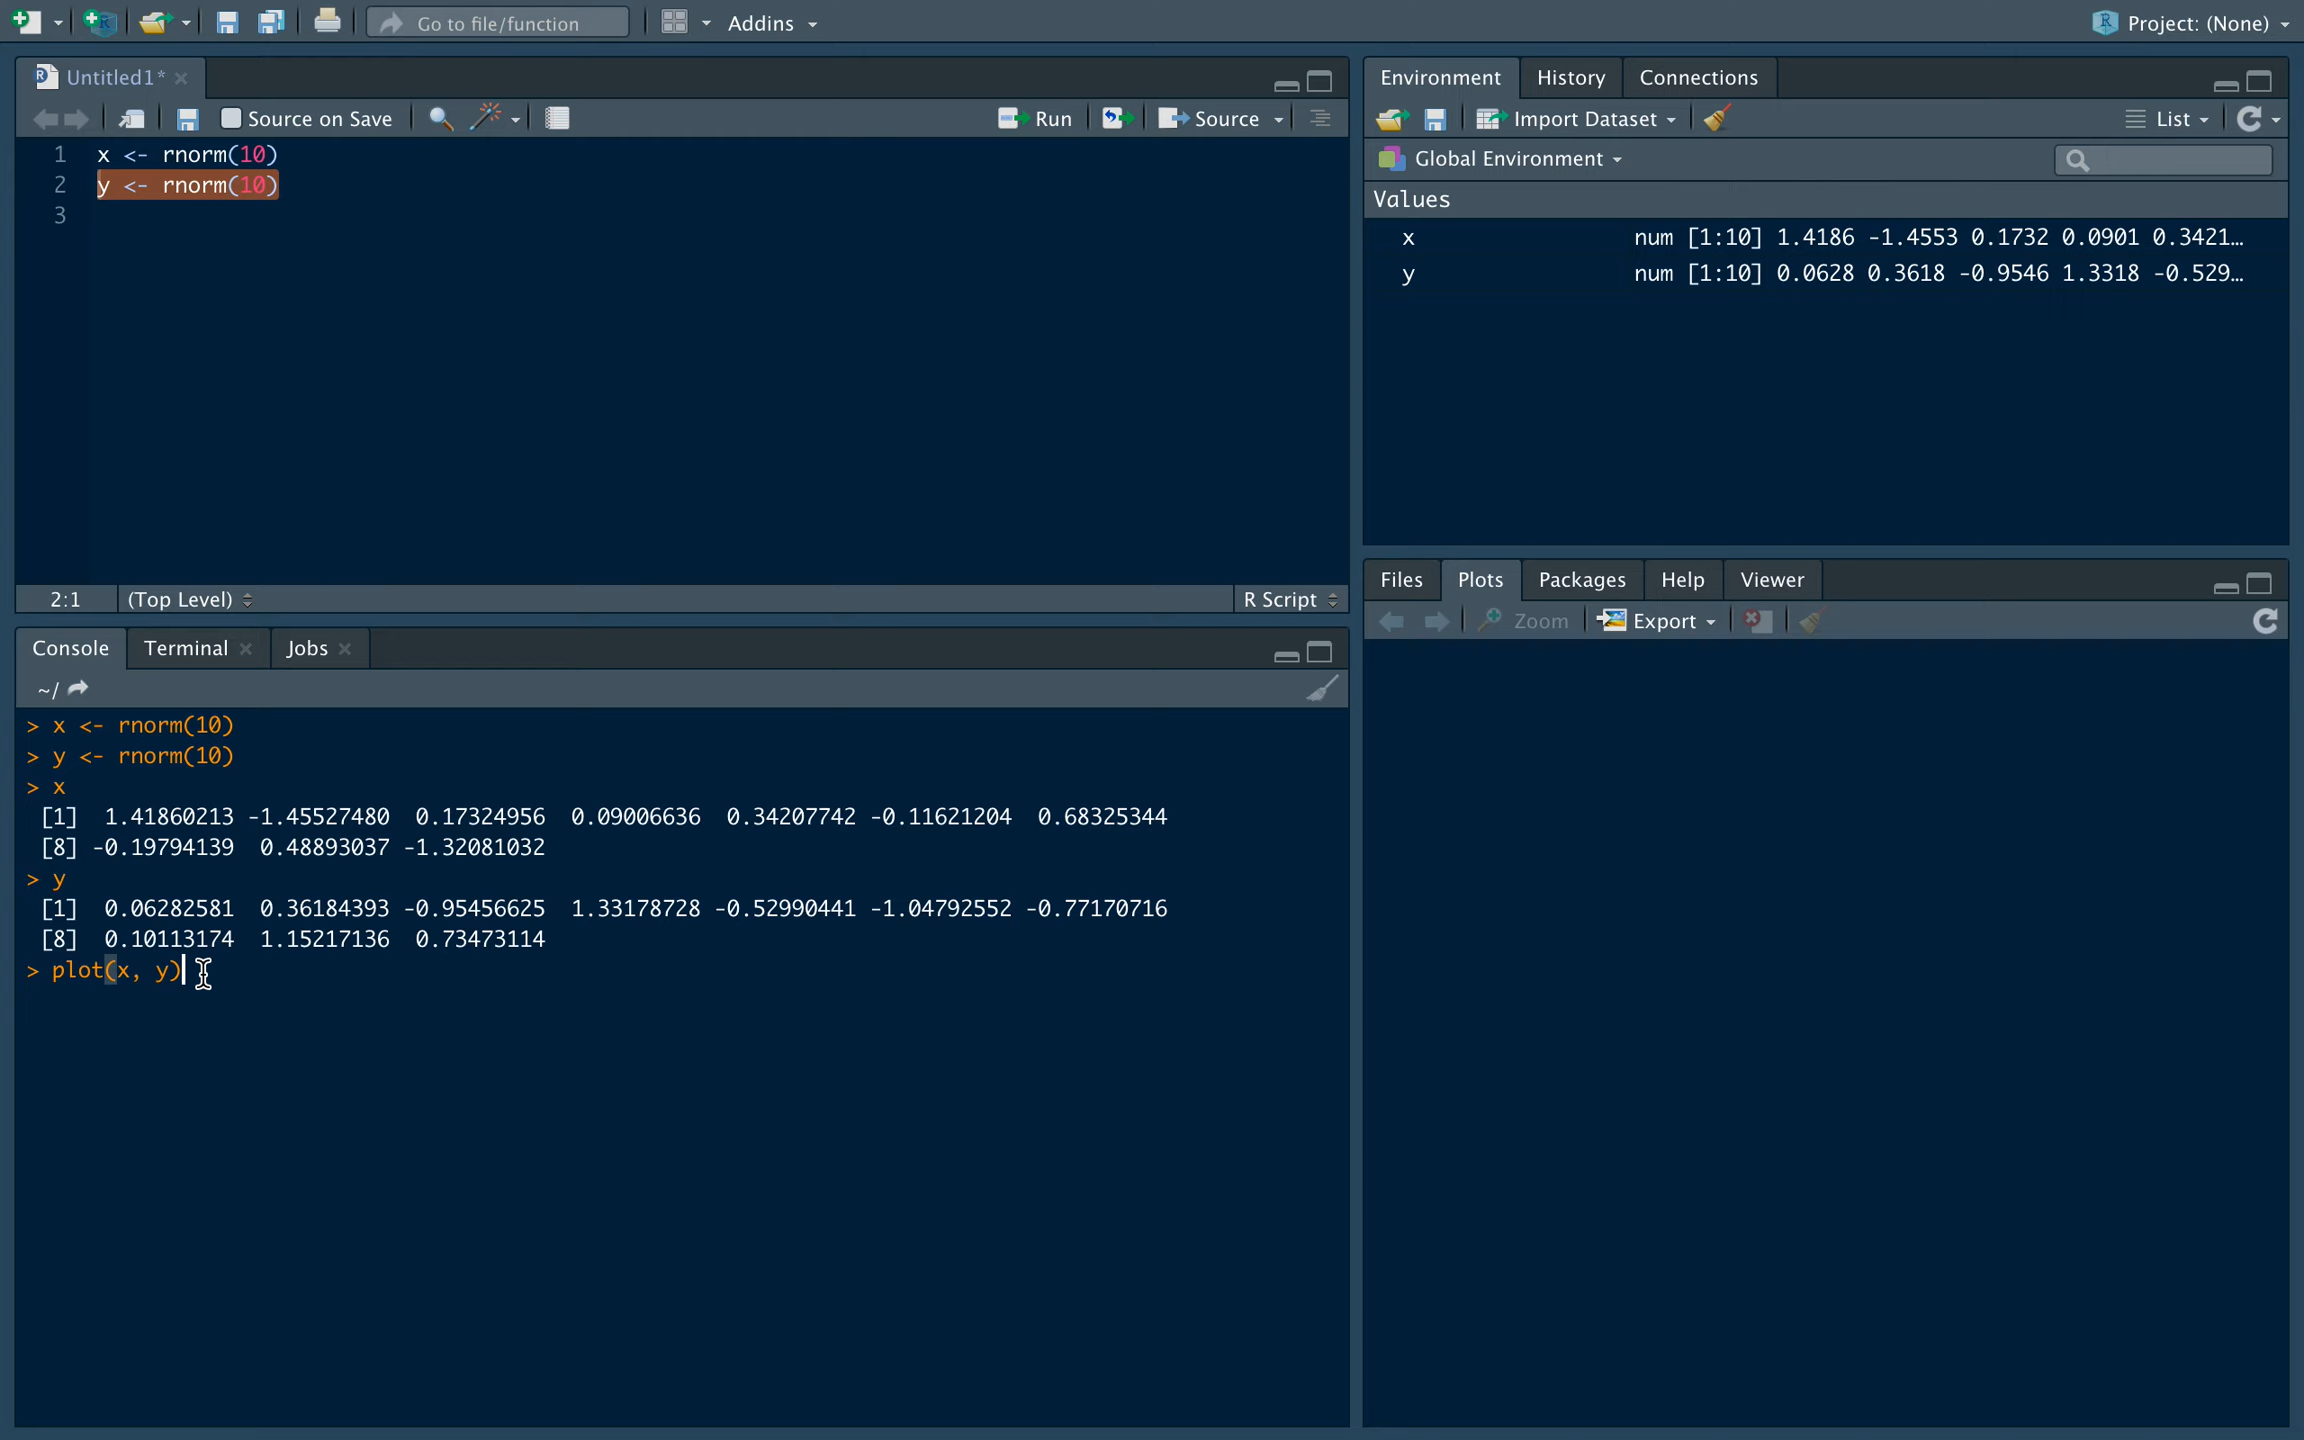 Go to file/function
Addins
Project: (None)
Untitled1*
Source on Save
Run
Source
1 x <- rnorm(10)
2 y <- rnorm(10)
3
2:1 (Top Level)
R Script
Console Terminal Jobs
~/
> x <- rnorm(10)
> y <- rnorm(10)
> x
[1] 1.41860213 -1.45527480 0.17324956 0.09006636 0.34207742 -0.11621204 0.68325344
[8] -0.19794139 0.48893037 -1.32081032
> y
[1] 0.06282581 0.36184393 -0.95456625 1.33178728 -0.52990441 -1.04792552 -0.77170716
[8] 0.10113174 1.15217136 0.73473114
> plot(x, y)
Environment History Connections
Import Dataset
List
Global Environment
Values
x num [1:10] 1.4186 -1.4553 0.1732 0.0901 0.3421…
y num [1:10] 0.0628 0.3618 -0.9546 1.3318 -0.529…
Files Plots Packages Help Viewer
Zoom Export